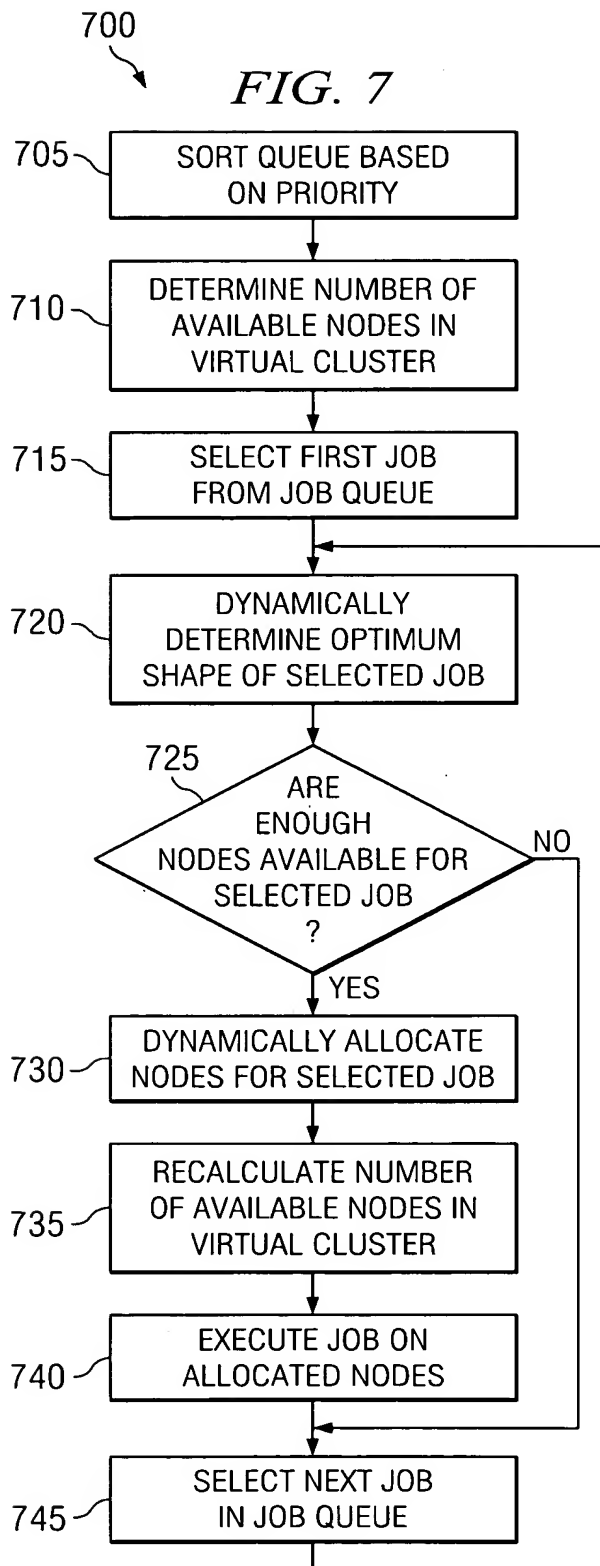 700
FIG. 7
705
SORT QUEUE BASED
ON PRIORITY
710
DETERMINE NUMBER OF
AVAILABLE NODES IN
VIRTUAL CLUSTER
715
SELECT FIRST JOB
FROM JOB QUEUE
720
DYNAMICALLY
DETERMINE OPTIMUM
SHAPE OF SELECTED JOB
725
ARE
ENOUGH
NODES AVAILABLE FOR
SELECTED JOB
?
NO
YES
730
DYNAMICALLY ALLOCATE
NODES FOR SELECTED JOB
735
RECALCULATE NUMBER
OF AVAILABLE NODES IN
VIRTUAL CLUSTER
740
EXECUTE JOB ON
ALLOCATED NODES
745
SELECT NEXT JOB
IN JOB QUEUE